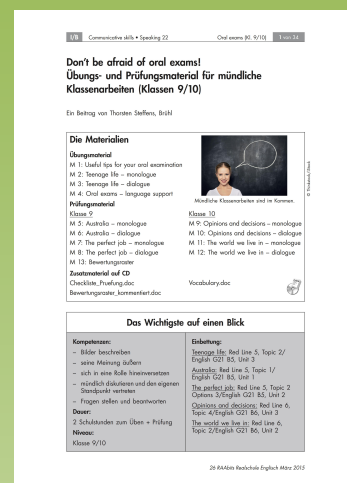 I/B Communicative skills • Speaking 22 Oral exams (Kl. 9/10) 1 von 34
Don't be afraid of oral exams!
Übungs- und Prüfungsmaterial für mündliche
Klassenarbeiten (Klassen 9/10)
Ein Beitrag von Thorsten Steffens, Brühl
Die Materialien
Übungsmaterial
M 1: Useful tips for your oral examination
M 2: Teenage life – monologue
M 3: Teenage life – dialogue
M 4: Oral exams – language support
Mündliche Klassenarbeiten sind im Kommen.
© Thinkstock/iStock
Prüfungsmaterial
Klasse 9
M 5: Australia – monologue
M 6: Australia – dialogue
M 7: The perfect job – monologue
M 8: The perfect job – dialogue
M 13: Bewertungsraster
Klasse 10
M 9: Opinions and decisions – monologue
M 10: Opinions and decisions – dialogue
M 11: The world we live in – monologue
M 12: The world we live in – dialogue
Zusatzmaterial auf CD
Checkliste_Pruefung.doc Vocabulary.doc
Bewertungsraster_kommentiert.doc
Das Wichtigste auf einen Blick
Kompetenzen:
– Bilder beschreiben
– seine Meinung äußern
– sich in eine Rolle hineinversetzen
– mündlich diskutieren und den eigenen
Standpunkt vertreten
– Fragen stellen und beantworten
Dauer:
2 Schulstunden zum Üben + Prüfung
Niveau:
Klasse 9/10
Einbettung:
Teenage life: Red Line 5, Topic 2/
English G21 B5, Unit 3
Australia: Red Line 5, Topic 1/
English G21 B5, Unit 1
The perfect job: Red Line 5, Topic 2
Options 3/English G21 B5, Unit 2
Opinions and decisions: Red Line 6,
Topic 4/English G21 B6, Unit 3
The world we live in: Red Line 6,
Topic 2/English G21 B6, Unit 2
26 RAAbits Realschule Englisch März 2015